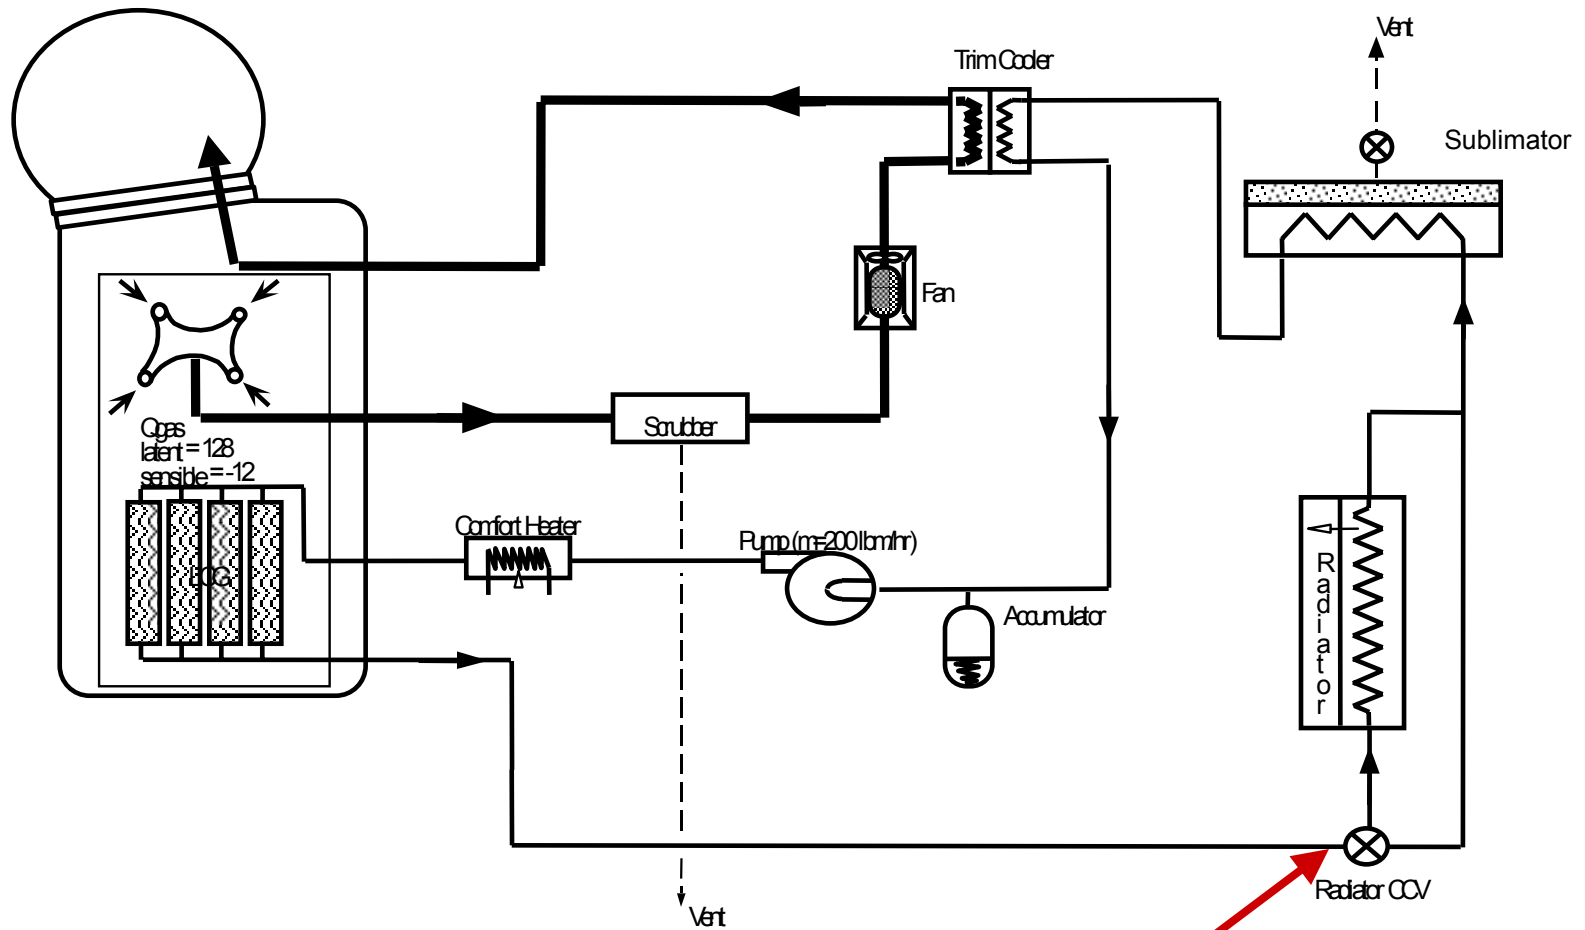 Vent
Trim Cooler
Sublimator
Fan
Scrubber
Qgas
latent = 128
sensible = -12
Comfort Heater
Pump (m=200 lbm/hr)
LCG
Accumulator
Radiator
Radiator CCV
Vent